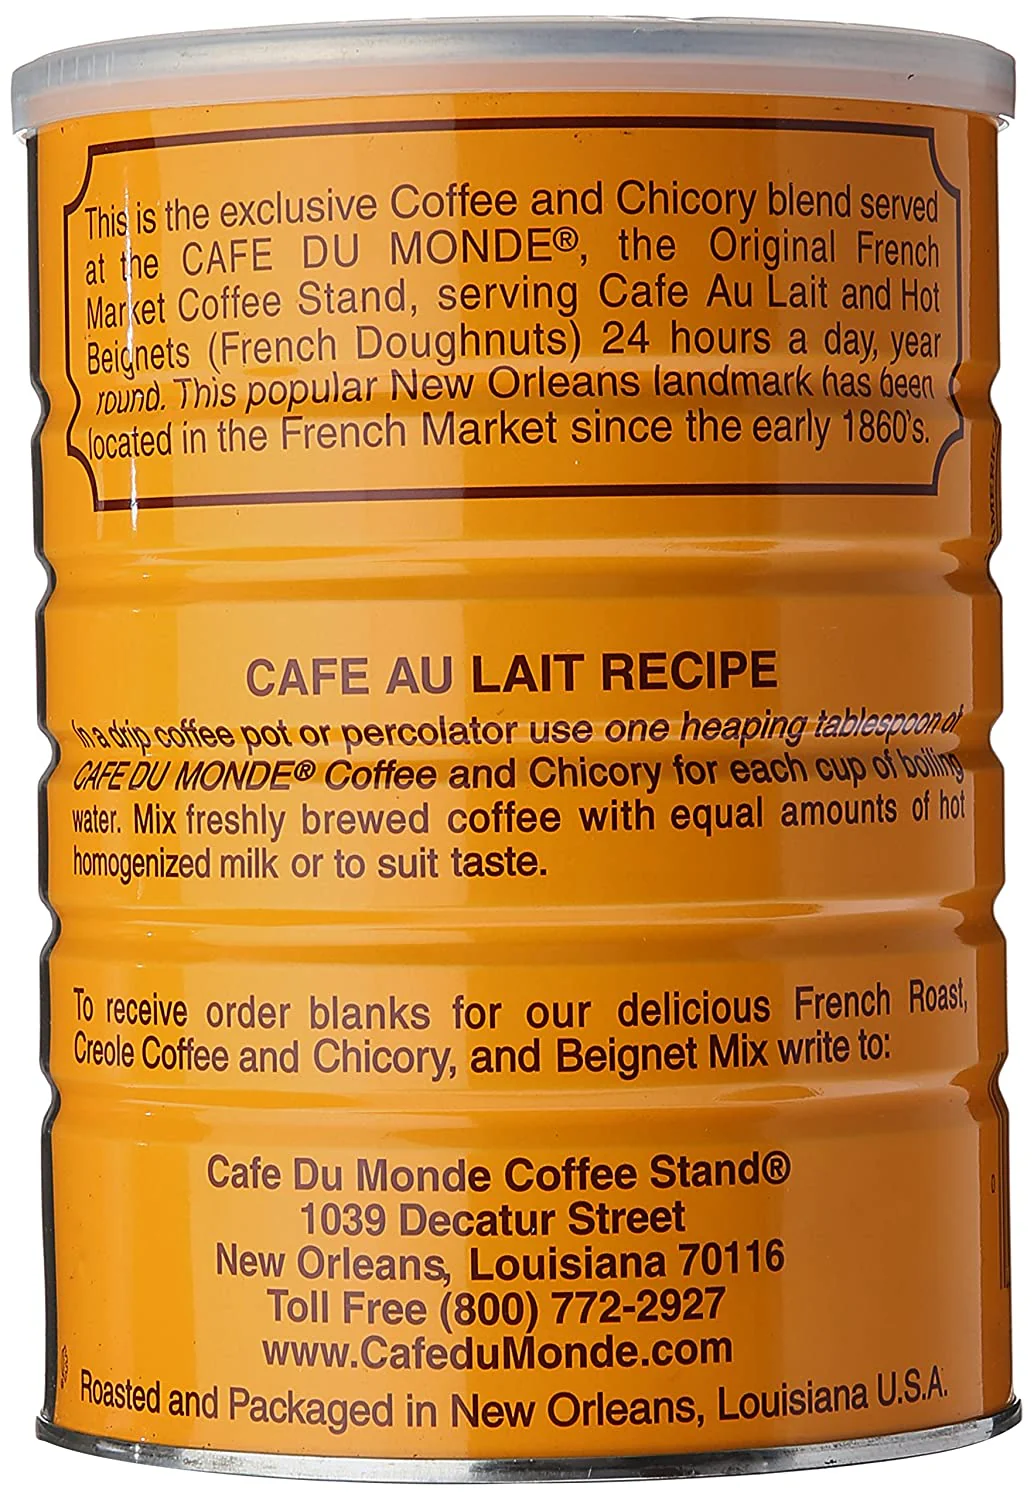 This is the exclusive Coffee and Chicory blend served
at the CAFE DU MONDE®, the Original French
Market Coffee Stand, serving Cafe Au Lait and Hot
Beignets (French Doughnuts) 24 hours a day, year
round. This popular New Orleans landmark has been
located in the French Market since the early 1860's.
CAFE AU LAIT RECIPE
In a drip coffee pot or percolator use one heaping tablespoon of
CAFE DU MONDE® Coffee and Chicory for each cup of boiling
water. Mix freshly brewed coffee with equal amounts of hot
homogenized milk or to suit taste.
To receive order blanks for our delicious French Roast,
Creole Coffee and Chicory, and Beignet Mix write to:
Cafe Du Monde Coffee Stand®
1039 Decatur Street
New Orleans, Louisiana 70116
Toll Free (800) 772-2927
www.CafeduMonde.com
Roasted and Packaged in New Orleans, Louisiana U.S.A.